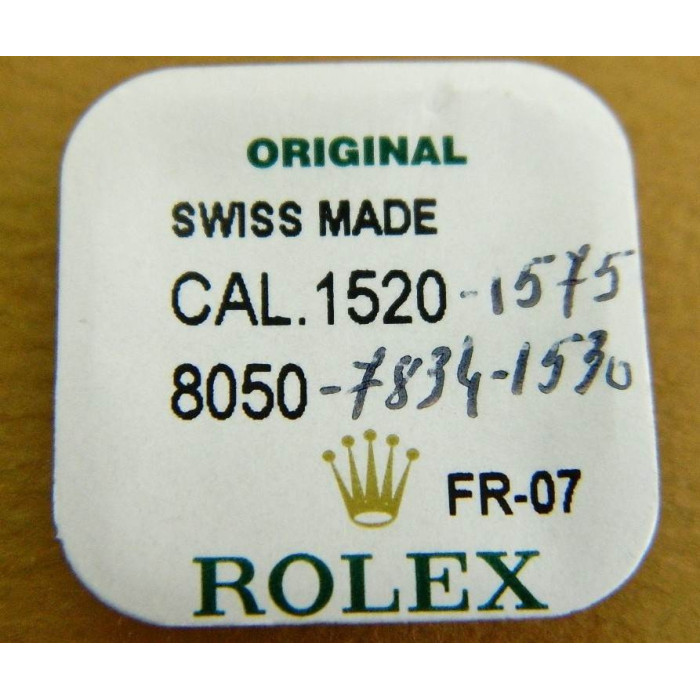 ORIGINAL
SWISS MADE
CAL.1520-1575
8050-7834-1530
FR-07
ROLEX